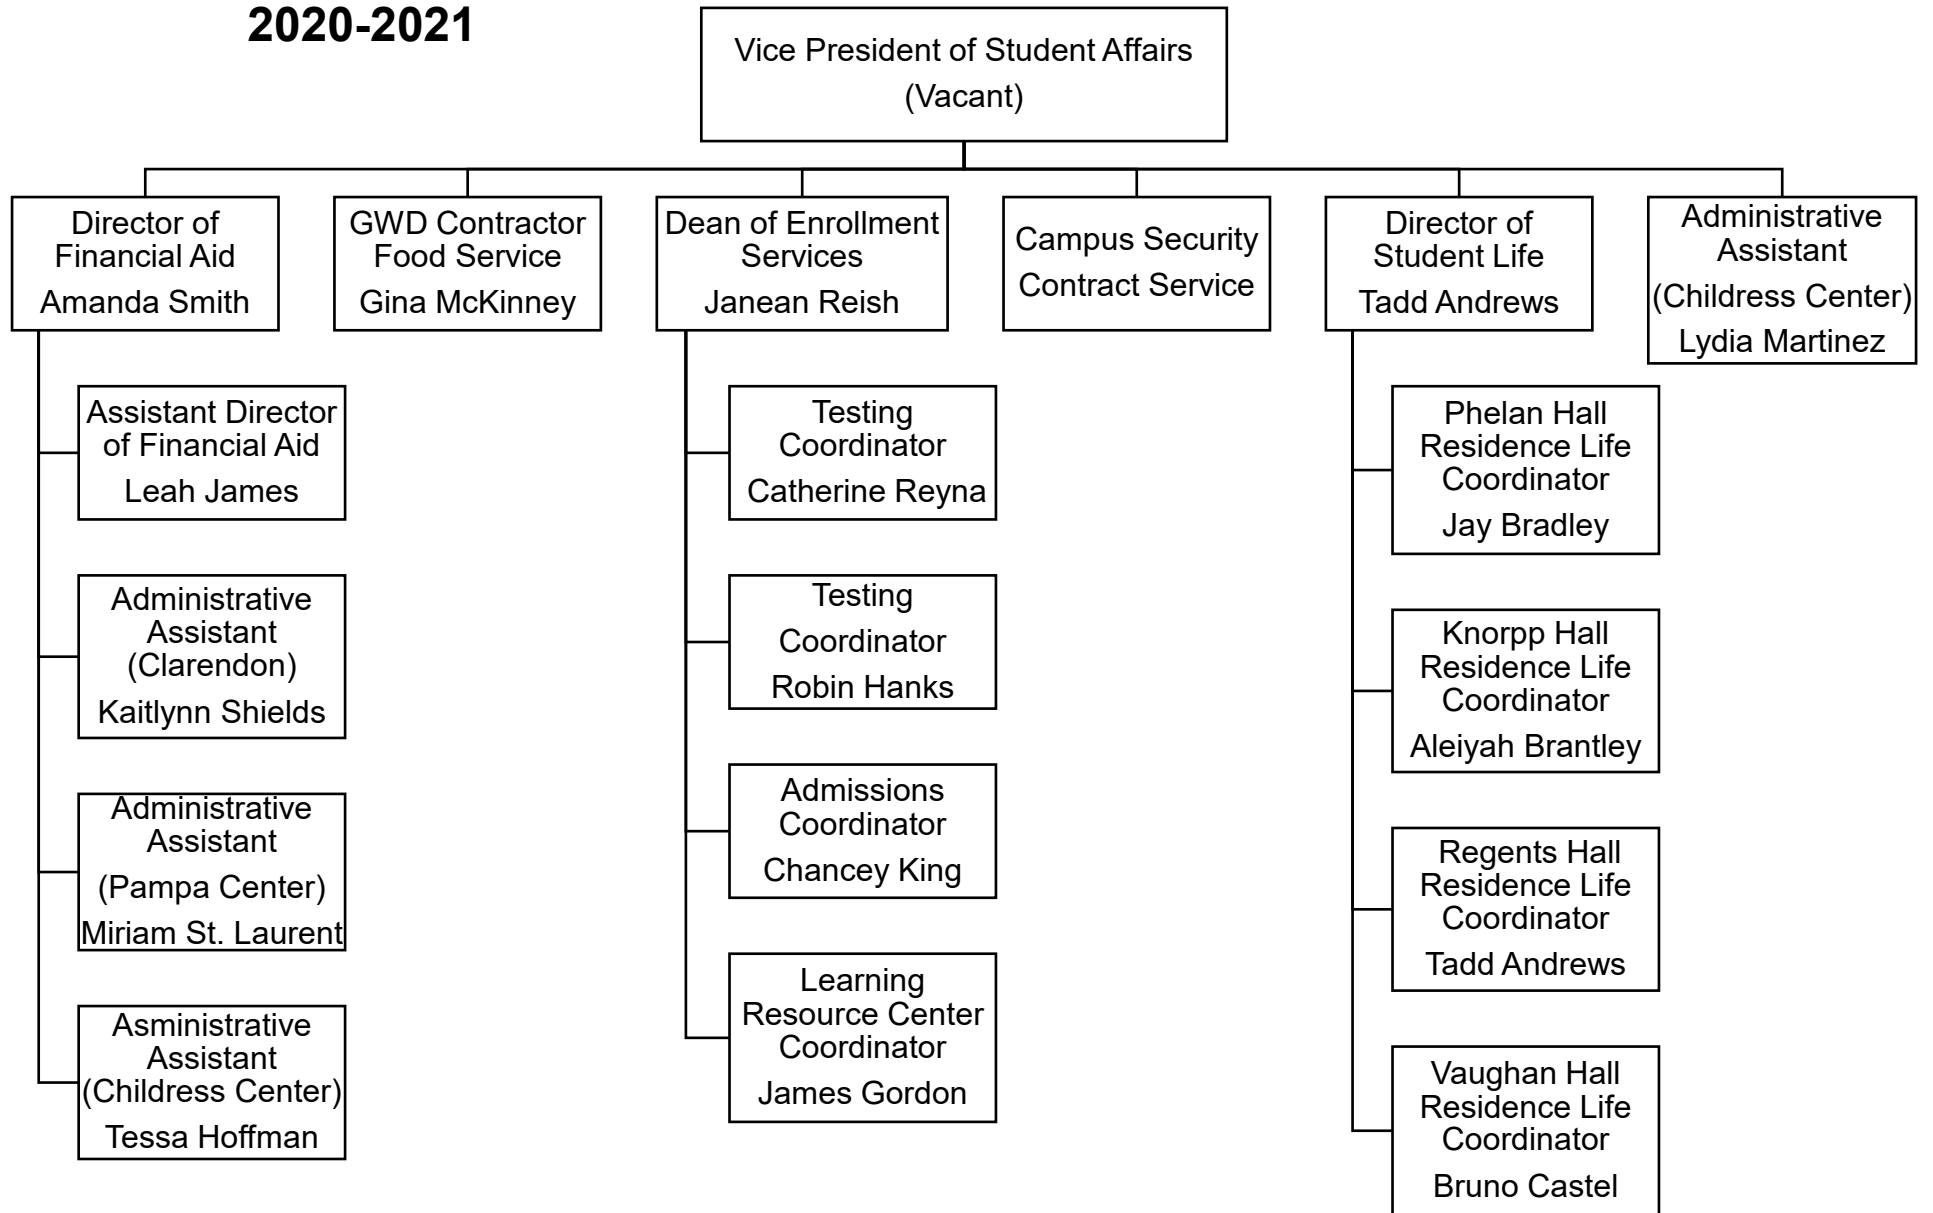 2020-2021
Vice President of Student Affairs
(Vacant)
Director of
Financial Aid
Amanda Smith
GWD Contractor
Food Service
Gina McKinney
Dean of Enrollment
Services
Janean Reish
Campus Security
Contract Service
Director of
Student Life
Tadd Andrews
Administrative
Assistant
(Childress Center)
Lydia Martinez
Assistant Director
of Financial Aid
Leah James
Administrative
Assistant
(Clarendon)
Kaitlynn Shields
Administrative
Assistant
(Pampa Center)
Miriam St. Laurent
Asministrative
Assistant
(Childress Center)
Tessa Hoffman
Testing
Coordinator
Catherine Reyna
Testing
Coordinator
Robin Hanks
Admissions
Coordinator
Chancey King
Learning
Resource Center
Coordinator
James Gordon
Phelan Hall
Residence Life
Coordinator
Jay Bradley
Knorpp Hall
Residence Life
Coordinator
Aleiyah Brantley
Regents Hall
Residence Life
Coordinator
Tadd Andrews
Vaughan Hall
Residence Life
Coordinator
Bruno Castel